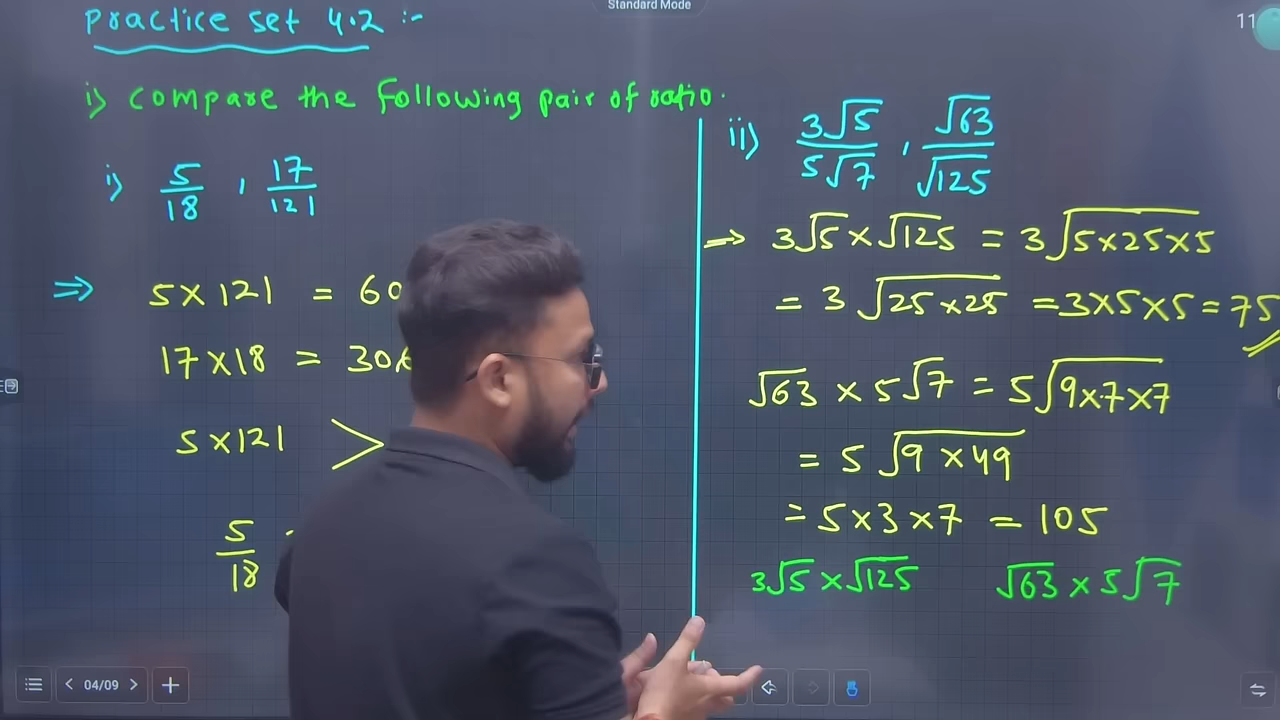 Standard Mode
11
Practice set 4.2 :-
i) compare the following pair of ratio.
i) 5/18 , 17/121
⇒ 5 × 121 = 60
17 × 18 = 30
5 × 121 >
5/18
ii) 3√5/5√7 , √63/√125
→ 3√5 × √125 = 3√5×25×5
= 3 √25×25 = 3×5×5 = 75
√63 × 5√7 = 5√9×7×7
= 5 √9 × 49
= 5 × 3 × 7 = 105
3√5 × √125 √63 × 5√7
04/09